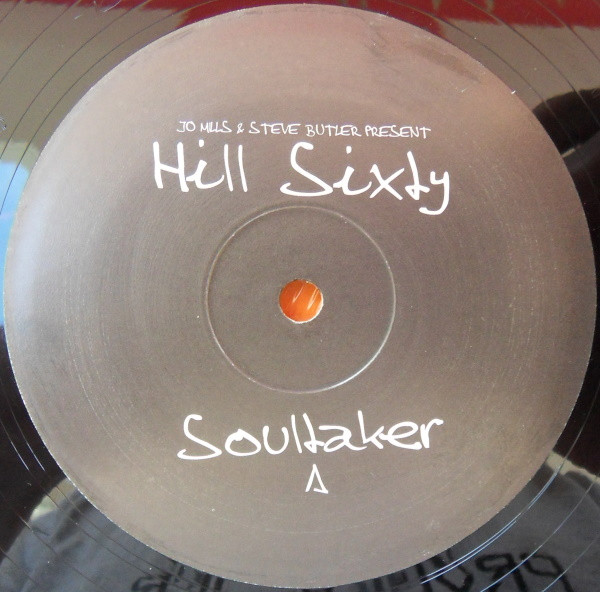 JO MILLS & STEVE BUTLER PRESENT
Hill Sixty
Soultaker
A